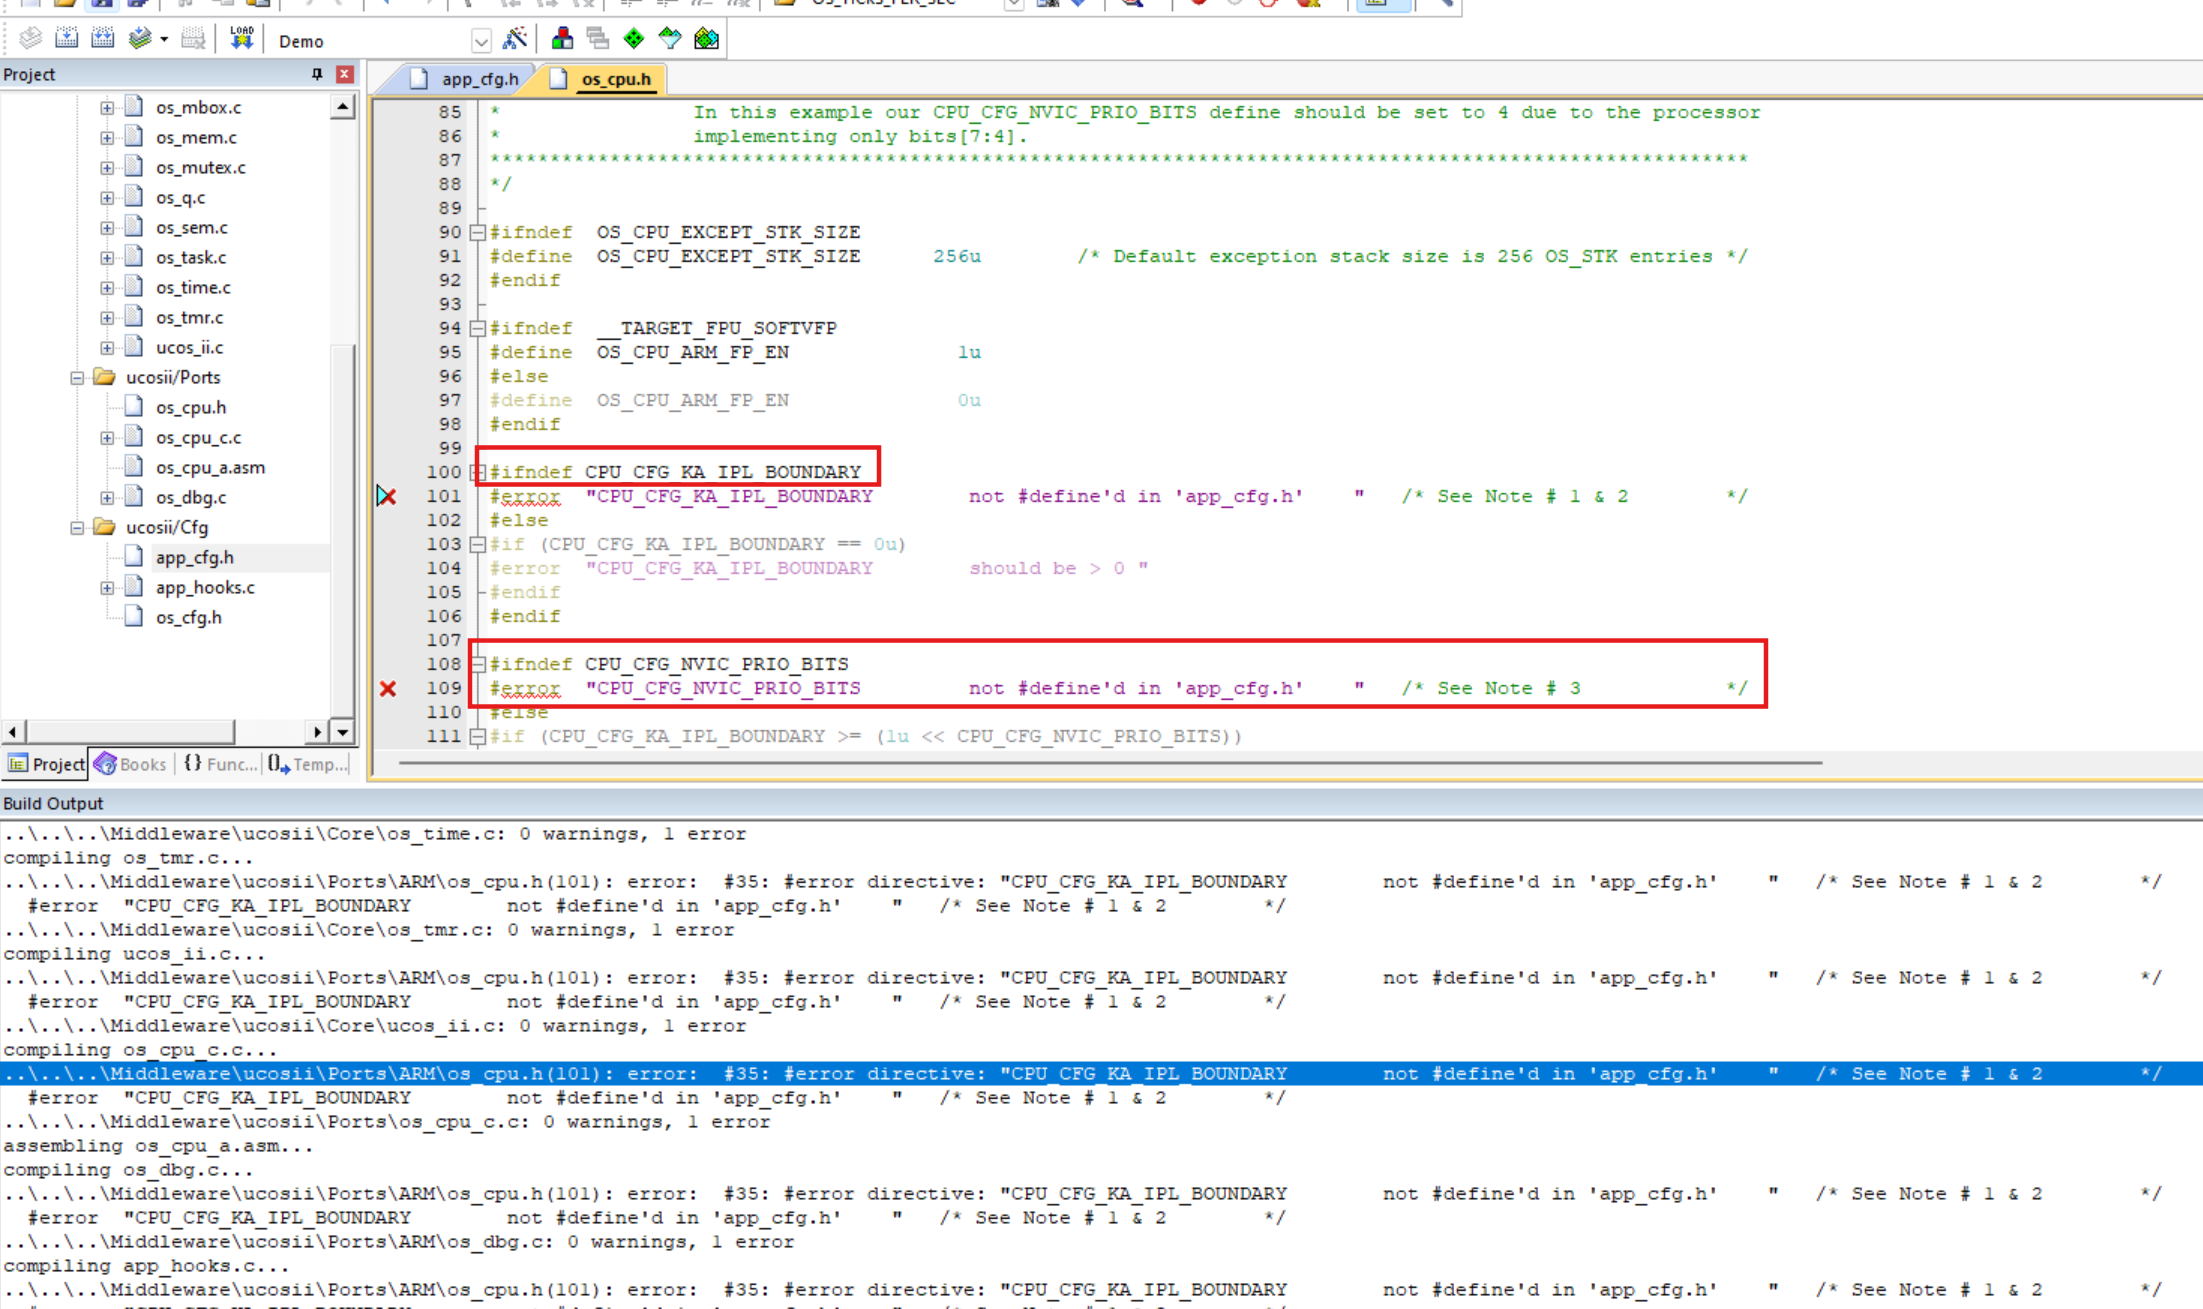 OS_TICKS_PER_SEC
LOAD
Demo
Project
app_cfg.h
os_cpu.h
os_mbox.c
os_mem.c
os_mutex.c
os_q.c
os_sem.c
os_task.c
os_time.c
os_tmr.c
ucos_ii.c
ucosii/Ports
os_cpu.h
os_cpu_c.c
os_cpu_a.asm
os_dbg.c
ucosii/Cfg
app_cfg.h
app_hooks.c
os_cfg.h
Project Books {} Func... Temp...
85 * In this example our CPU_CFG_NVIC_PRIO_BITS define should be set to 4 due to the processor
86 * implementing only bits[7:4].
87 *********************************************************************************************************
88 */
89
90 #ifndef OS_CPU_EXCEPT_STK_SIZE
91 #define OS_CPU_EXCEPT_STK_SIZE 256u /* Default exception stack size is 256 OS_STK entries */
92 #endif
93
94 #ifndef __TARGET_FPU_SOFTVFP
95 #define OS_CPU_ARM_FP_EN 1u
96 #else
97 #define OS_CPU_ARM_FP_EN 0u
98 #endif
99
100 #ifndef CPU_CFG_KA_IPL_BOUNDARY
101 #error "CPU_CFG_KA_IPL_BOUNDARY not #define'd in 'app_cfg.h' " /* See Note # 1 & 2 */
102 #else
103 #if (CPU_CFG_KA_IPL_BOUNDARY == 0u)
104 #error "CPU_CFG_KA_IPL_BOUNDARY should be > 0 "
105 #endif
106 #endif
107
108 #ifndef CPU_CFG_NVIC_PRIO_BITS
109 #error "CPU_CFG_NVIC_PRIO_BITS not #define'd in 'app_cfg.h' " /* See Note # 3 */
110 #else
111 #if (CPU_CFG_KA_IPL_BOUNDARY >= (1u << CPU_CFG_NVIC_PRIO_BITS))
Build Output
..\..\..\Middleware\ucosii\Core\os_time.c: 0 warnings, 1 error
compiling os_tmr.c...
..\..\..\Middleware\ucosii\Ports\ARM\os_cpu.h(101): error: #35: #error directive: "CPU_CFG_KA_IPL_BOUNDARY not #define'd in 'app_cfg.h' " /* See Note # 1 & 2 */
#error "CPU_CFG_KA_IPL_BOUNDARY not #define'd in 'app_cfg.h' " /* See Note # 1 & 2 */
..\..\..\Middleware\ucosii\Core\os_tmr.c: 0 warnings, 1 error
compiling ucos_ii.c...
..\..\..\Middleware\ucosii\Ports\ARM\os_cpu.h(101): error: #35: #error directive: "CPU_CFG_KA_IPL_BOUNDARY not #define'd in 'app_cfg.h' " /* See Note # 1 & 2 */
#error "CPU_CFG_KA_IPL_BOUNDARY not #define'd in 'app_cfg.h' " /* See Note # 1 & 2 */
..\..\..\Middleware\ucosii\Core\ucos_ii.c: 0 warnings, 1 error
compiling os_cpu_c.c...
..\..\..\Middleware\ucosii\Ports\ARM\os_cpu.h(101): error: #35: #error directive: "CPU_CFG_KA_IPL_BOUNDARY not #define'd in 'app_cfg.h' " /* See Note # 1 & 2 */
#error "CPU_CFG_KA_IPL_BOUNDARY not #define'd in 'app_cfg.h' " /* See Note # 1 & 2 */
..\..\..\Middleware\ucosii\Ports\os_cpu_c.c: 0 warnings, 1 error
assembling os_cpu_a.asm...
compiling os_dbg.c...
..\..\..\Middleware\ucosii\Ports\ARM\os_cpu.h(101): error: #35: #error directive: "CPU_CFG_KA_IPL_BOUNDARY not #define'd in 'app_cfg.h' " /* See Note # 1 & 2 */
#error "CPU_CFG_KA_IPL_BOUNDARY not #define'd in 'app_cfg.h' " /* See Note # 1 & 2 */
..\..\..\Middleware\ucosii\Ports\ARM\os_dbg.c: 0 warnings, 1 error
compiling app_hooks.c...
..\..\..\Middleware\ucosii\Ports\ARM\os_cpu.h(101): error: #35: #error directive: "CPU_CFG_KA_IPL_BOUNDARY not #define'd in 'app_cfg.h' " /* See Note # 1 & 2 */